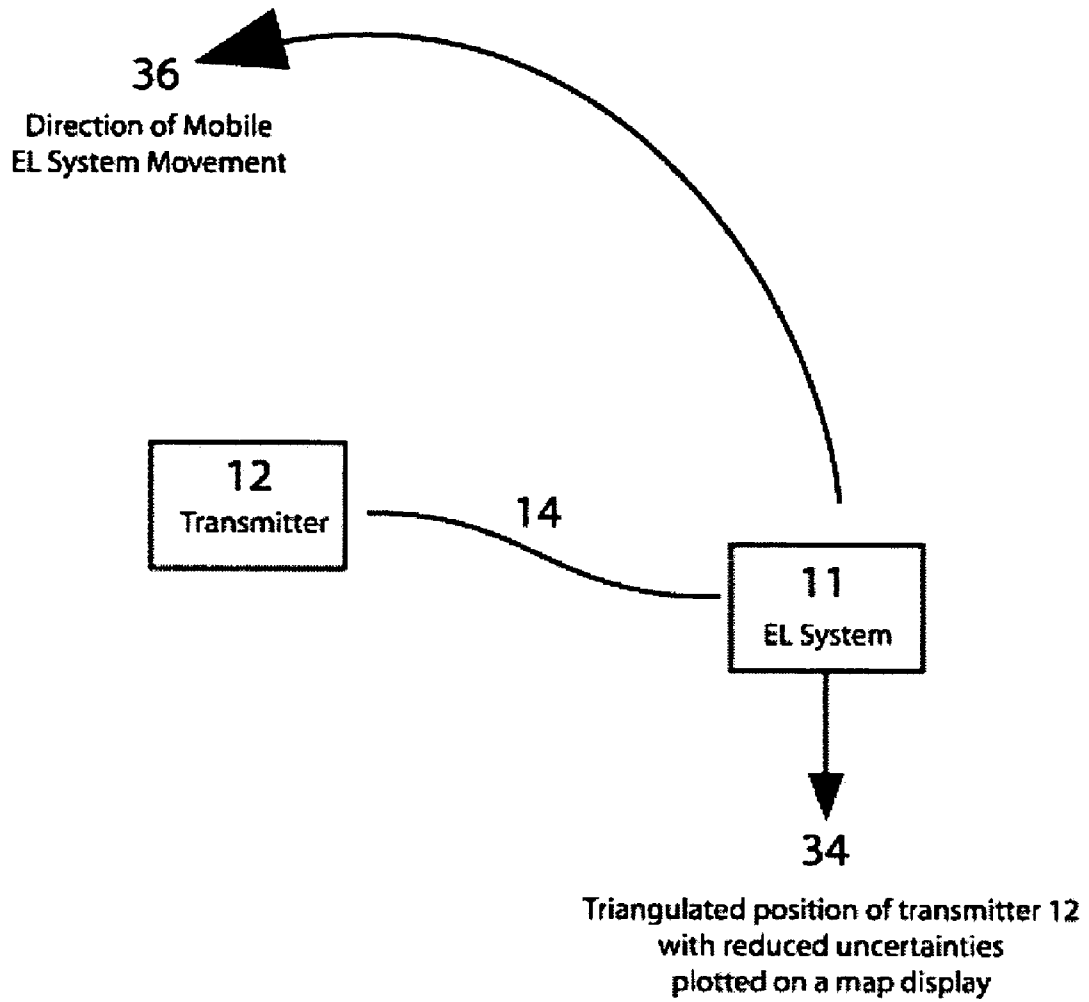 36
Direction of Mobile
EL System Movement
12
Transmitter
14
11
EL System
34
Triangulated position of transmitter 12
with reduced uncertainties
plotted on a map display